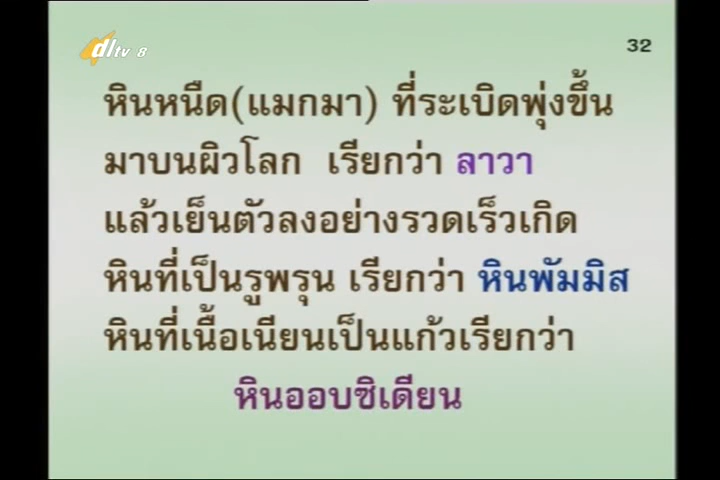 dltv 8
32
หินหนืด(แมกมา) ที่ระเบิดพุ่งขึ้น
มาบนผิวโลก เรียกว่า ลาวา
แล้วเย็นตัวลงอย่างรวดเร็วเกิด
หินที่เป็นรูพรุน เรียกว่า หินพัมมิส
หินที่เนื้อเนียนเป็นแก้วเรียกว่า
หินออบซิเดียน